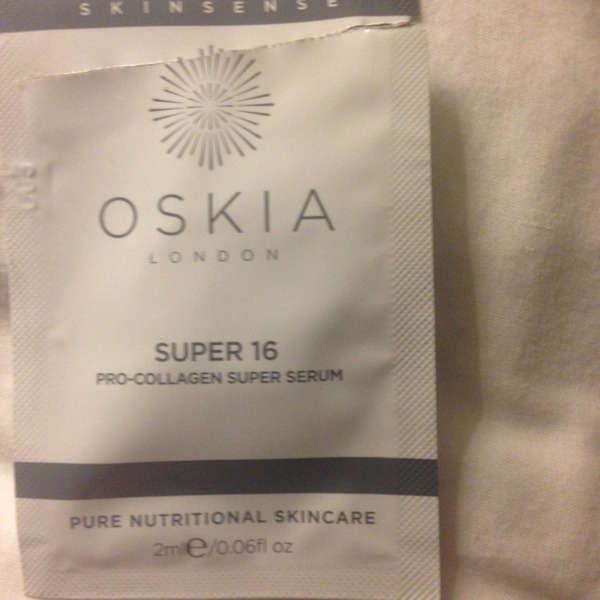 SKINSENSE
OSKIA
LONDON
SUPER 16
PRO-COLLAGEN SUPER SERUM
PURE NUTRITIONAL SKINCARE
2ml℮/0.06fl oz